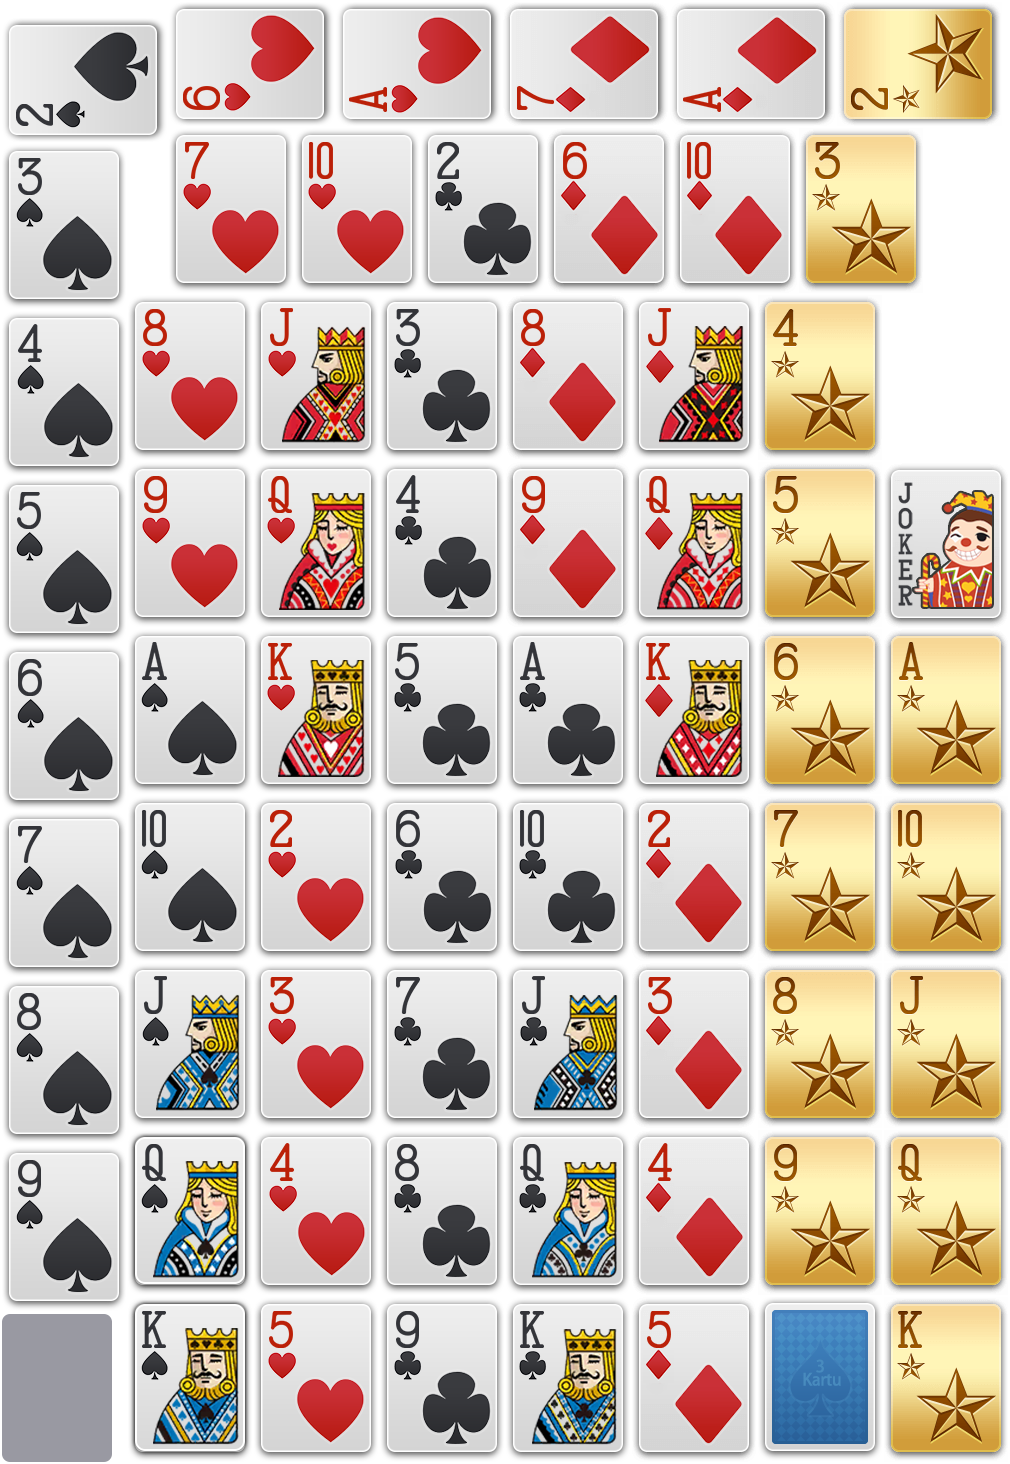 2 6 A 7 A 2
3 7 10 2 6 10 3
4 8 J 3 8 J 4
5 9 Q 4 9 Q 5 JOKER
6 A K 5 A K 6 A
7 10 2 6 10 2 7 10
8 J 3 7 J 3 8 J
9 Q 4 8 Q 4 9 Q
K 5 9 K 5 3 K
Kartu